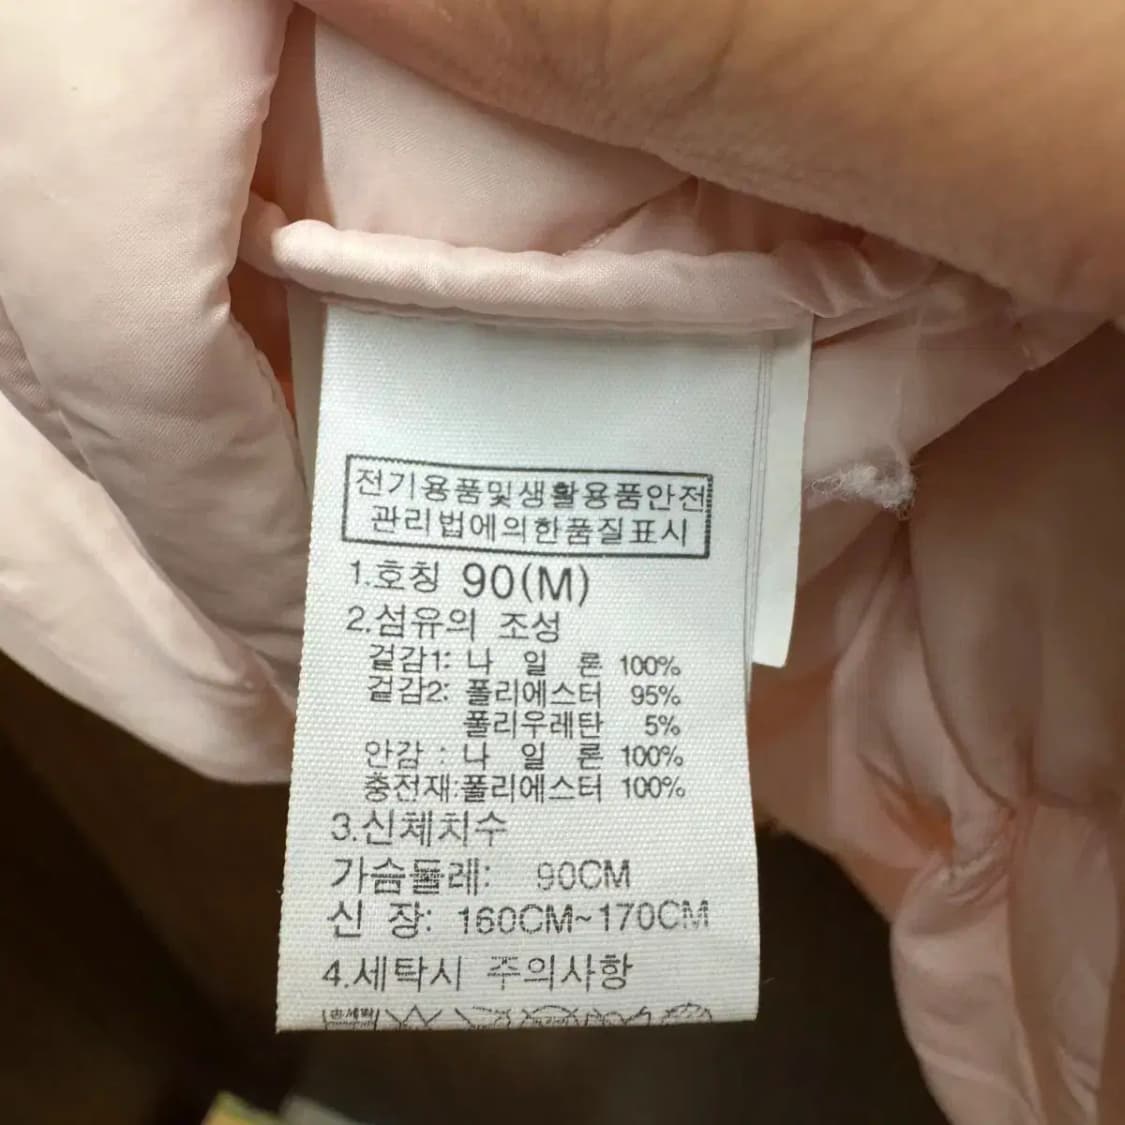 전기용품및생활용품안전
관리법에의한품질표시
1.호칭 90(M)
2.섬유의 조성
겉감1: 나 일 론 100%
겉감2: 폴리에스터 95%
폴리우레탄 5%
안감 : 나 일 론 100%
충전재:폴리에스터 100%
3.신체치수
가슴둘레: 90CM
신 장: 160CM~170CM
4.세탁시 주의사항
손세탁